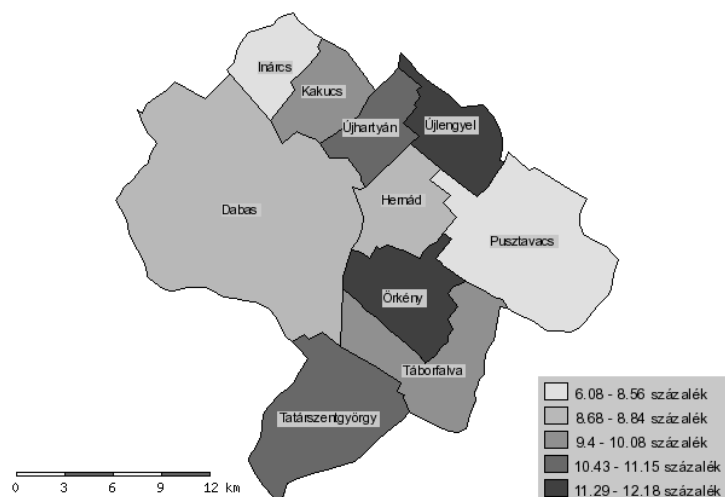 Inárcs
Kakucs
Újhartyán
Újlengyel
Dabas
Hernád
Pusztavacs
Örkény
Táborfalva
Tatárszentgyörgy
6.08 - 8.56 százalék
8.68 - 8.84 százalék
9.4 - 10.08 százalék
10.43 - 11.15 százalék
11.29 - 12.18 százalék
0 3 6 9 12 km